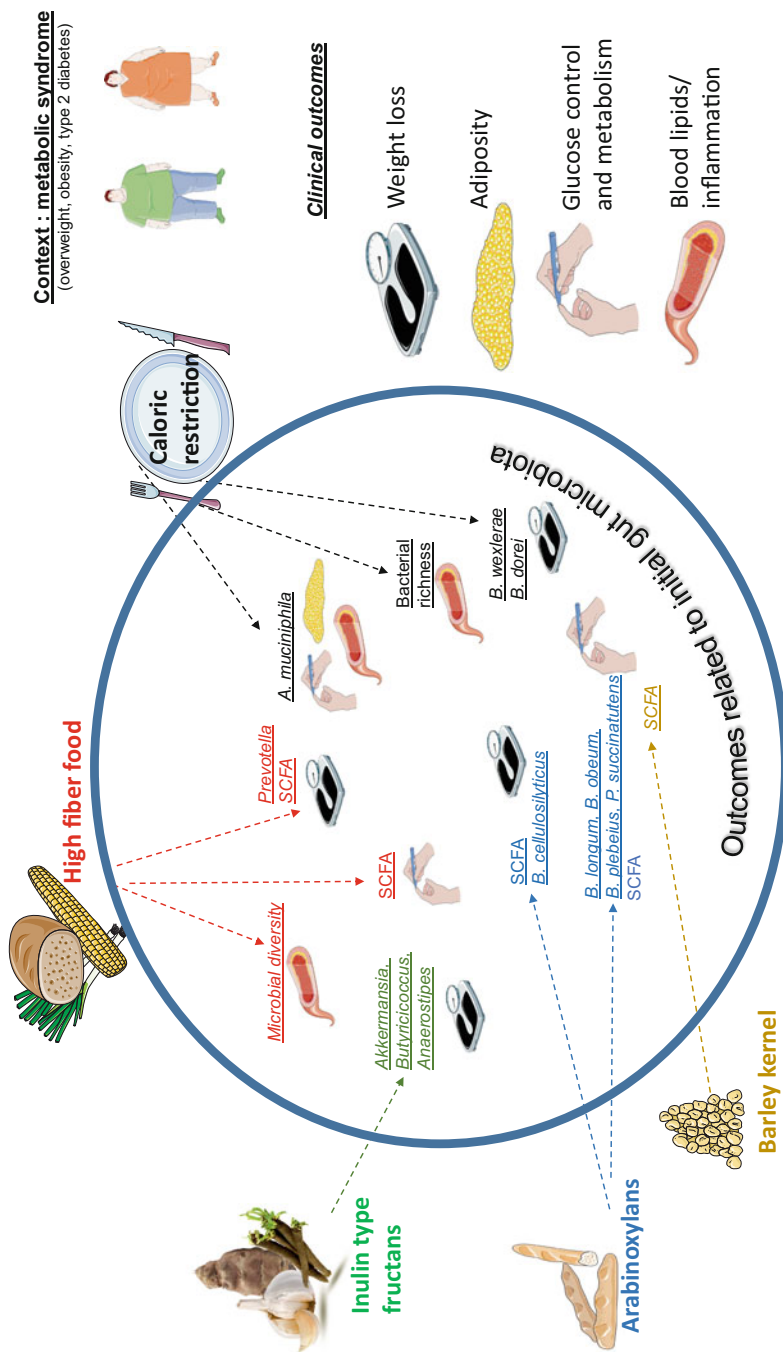 Context : metabolic syndrome
(overweight, obesity, type 2 diabetes)
Clinical outcomes
Weight loss
Adiposity
Glucose control
and metabolism
Blood lipids/
inflammation
Caloric
restriction
High fiber food
Inulin type
fructans
Arabinoxylans
Barley kernel
Microbial diversity
SCFA
Prevotella
SCFA
A. muciniphila
Bacterial
richness
B. wexlerae
B. dorei
Akkermansia,
Butyricicoccus,
Anaerostipes
SCFA
B. cellulosilyticus
B. longum, B. obeum,
B. plebeius, P. succinatutens
SCFA
SCFA
Outcomes related to initial gut microbiota